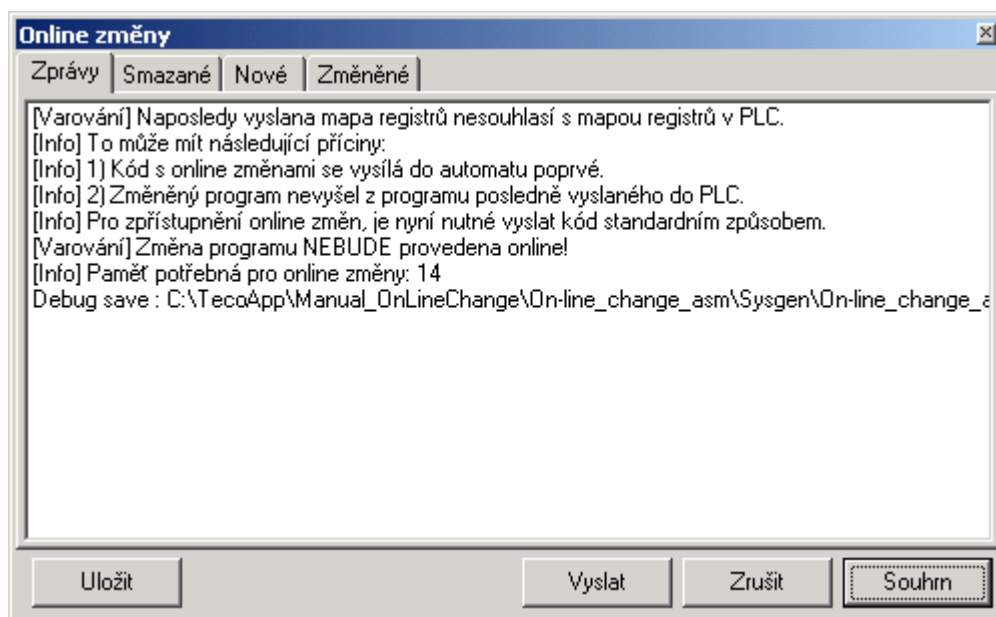 Online změny
Zprávy Smazané Nové Změněné
[Varování] Naposledy vyslana mapa registrů nesouhlasí s mapou registrů v PLC.
[Info] To může mít následující příciny:
[Info] 1) Kód s online změnami se vysílá do automatu poprvé.
[Info] 2) Změněný program nevyšel z programu posledně vyslaného do PLC.
[Info] Pro zpřístupnění online změn, je nyní nutné vyslat kód standardním způsobem.
[Varování] Změna programu NEBUDE provedena online!
[Info] Paměť potřebná pro online změny: 14
Debug save : C:\TecoApp\Manual_OnLineChange\On-line_change_asm\Sysgen\On-line_change_a
Uložit Vyslat Zrušit Souhrn